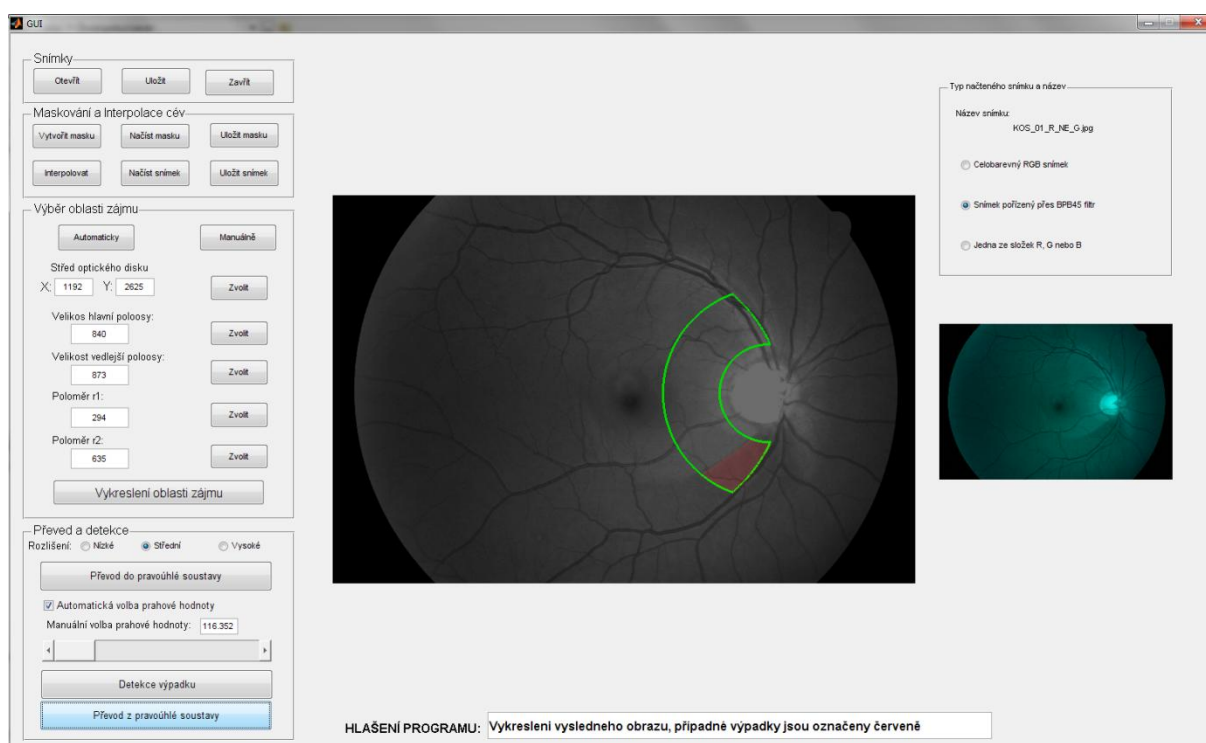 GUI
Snímky
Otevřít Uložit Zavřít
Maskování a Interpolace cév
Vytvořit masku Načíst masku Uložit masku
Interpolovat Načíst snímek Uložit snímek
Výběr oblasti zájmu
Automaticky Manuálně
Střed optického disku
X: 1192 Y: 2625 Zvolit
Velikos hlavní poloosy:
840 Zvolit
Velikost vedlejší poloosy:
873 Zvolit
Poloměr r1:
294 Zvolit
Poloměr r2:
635 Zvolit
Vykreslení oblasti zájmu
Převed a detekce
Rozlišení: Nízké Střední Vysoké
Převod do pravoúhlé soustavy
Automatická volba prahové hodnoty
Manuální volba prahové hodnoty: 116.352
Detekce výpadku
Převod z pravoúhlé soustavy
Typ načteného snímku a název
Název snímku:
KOS_01_R_NE_G.jpg
Celobarevný RGB snímek
Snímek pořízený přes BPB45 filtr
Jedna ze složek R, G nebo B
HLAŠENÍ PROGRAMU: Vykresleni vysledneho obrazu, případné výpadky jsou označeny červeně